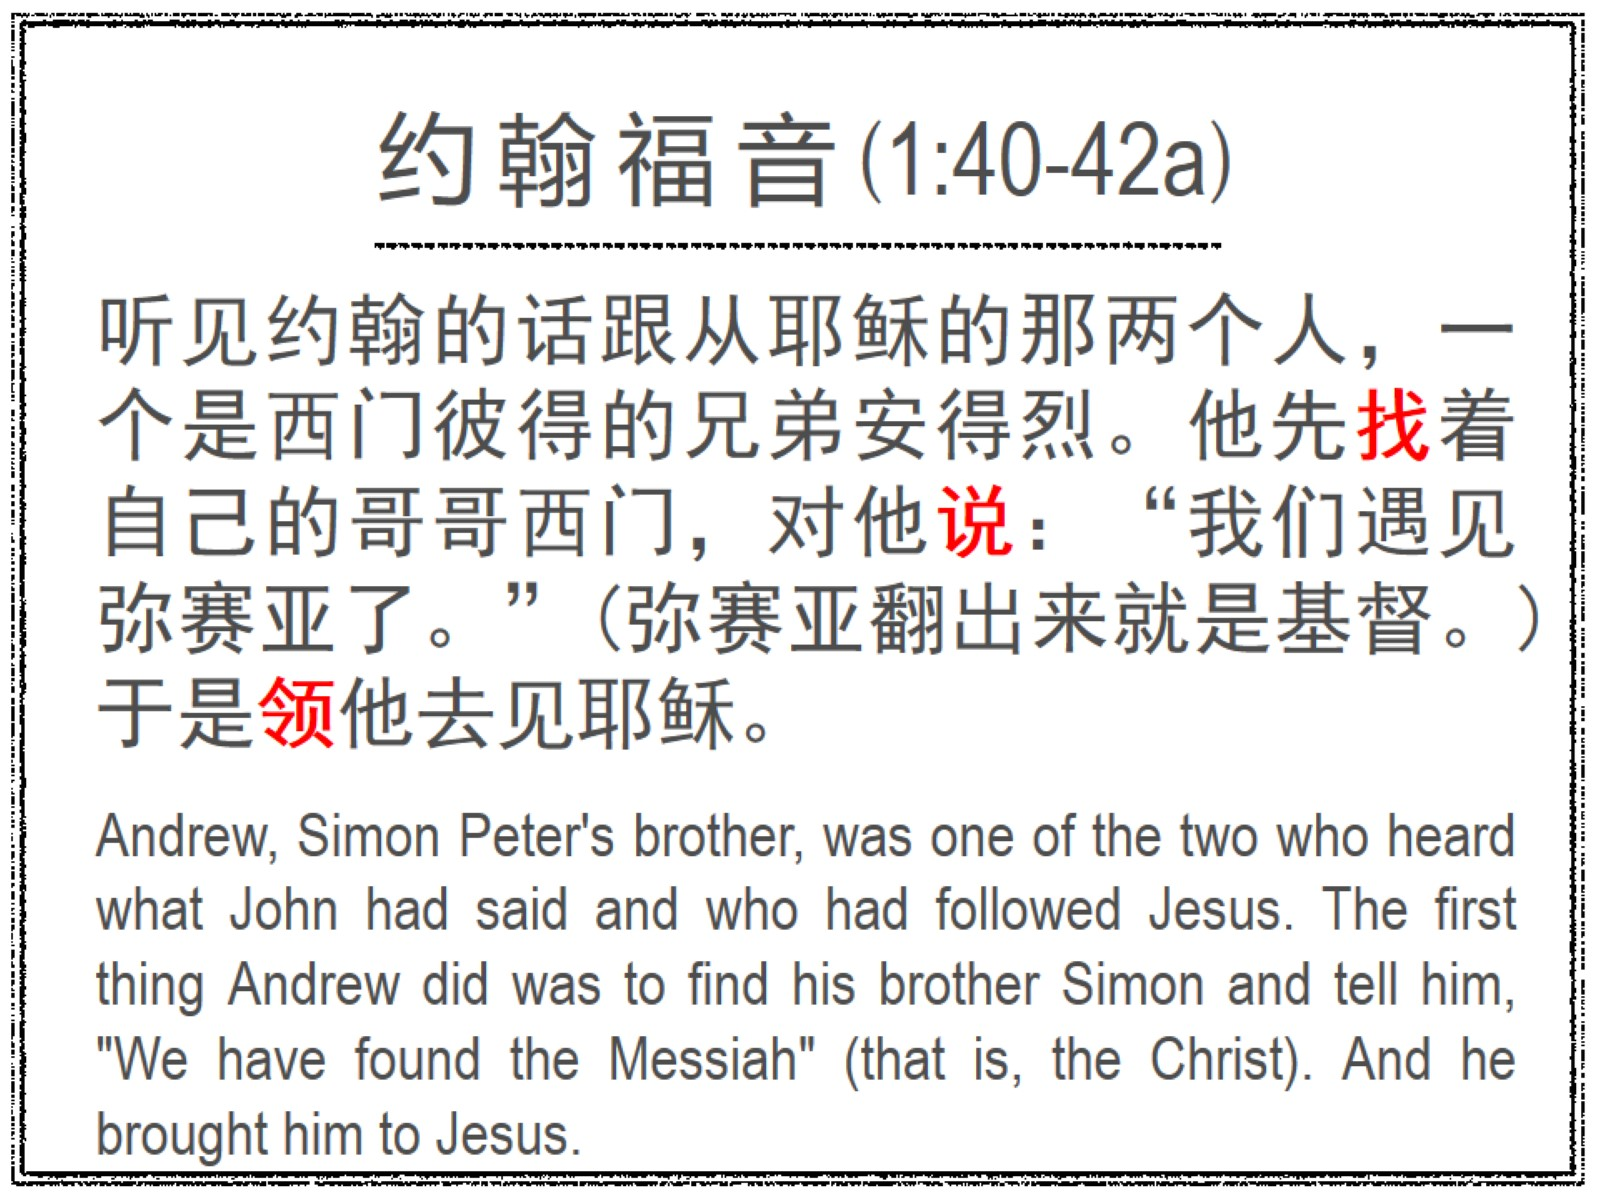 约翰福音(1:40-42a)
听见约翰的话跟从耶稣的那两个人，一
个是西门彼得的兄弟安得烈。他先找着
自己的哥哥西门，对他说：“我们遇见
弥赛亚了。”（弥赛亚翻出来就是基督。）
于是领他去见耶稣。
Andrew, Simon Peter's brother, was one of the two who heard
what John had said and who had followed Jesus. The first
thing Andrew did was to find his brother Simon and tell him,
"We have found the Messiah" (that is, the Christ). And he
brought him to Jesus.